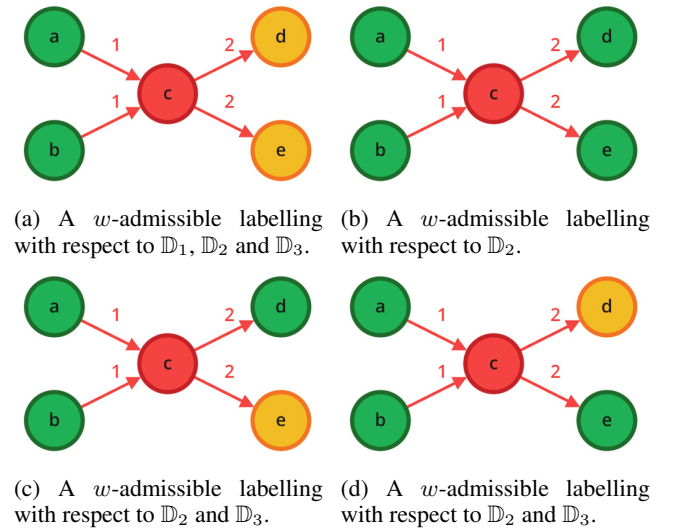 a 1 2 d
c
b 1 2 e
a 1 2 d
c
b 1 2 e
(a) A w-admissible labelling
with respect to 𝔻₁, 𝔻₂ and 𝔻₃.
(b) A w-admissible labelling
with respect to 𝔻₂.
a 1 2 d
c
b 1 2 e
a 1 2 d
c
b 1 2 e
(c) A w-admissible labelling
with respect to 𝔻₂ and 𝔻₃.
(d) A w-admissible labelling
with respect to 𝔻₂ and 𝔻₃.